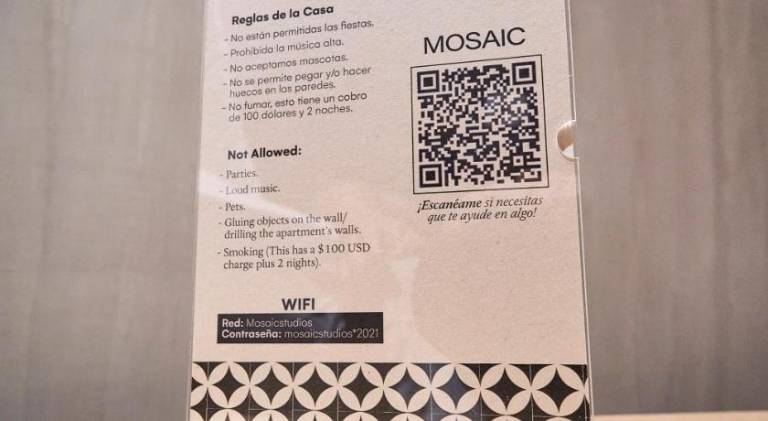 Reglas de la Casa
- No están permitidas las fiestas.
- Prohibida la música alta.
- No aceptamos mascotas.
- No se permite pegar y/o hacer
huecos en las paredes.
- No fumar, esto tiene un cobro
de 100 dólares y 2 noches.
Not Allowed:
- Parties.
- Loud music.
- Pets.
- Gluing objects on the wall/
drilling the apartment's walls.
- Smoking (This has a $100 USD
charge plus 2 nights).
WIFI
Red: Mosaicstudios
Contraseña: mosaicstudios*2021
MOSAIC
¡Escanéame si necesitas
que te ayude en algo!